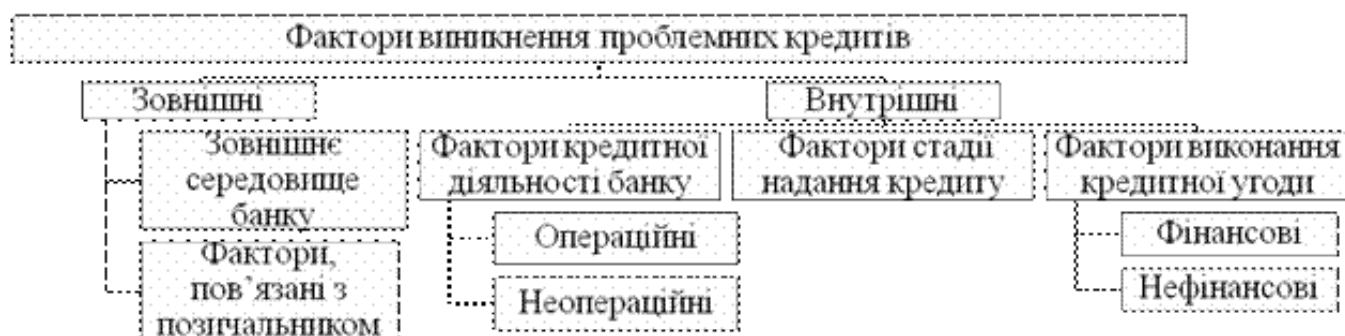 Фактори виникнення проблемних кредитів
Зовнішні
Внутрішні
Зовнішнє
середовище
банку
Фактори,
пов’язані з
позичальником
Фактори кредитної
діяльності банку
Операційні
Неопераційні
Фактори стадії
надання кредиту
Фактори виконання
кредитної угоди
Фінансові
Нефінансові